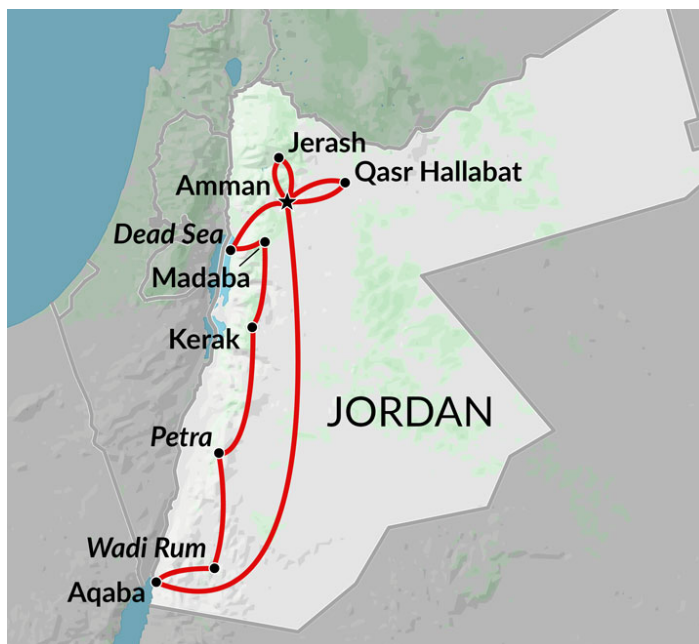 Jerash
Qasr Hallabat
Amman
Dead Sea
Madaba
Kerak
JORDAN
Petra
Wadi Rum
Aqaba